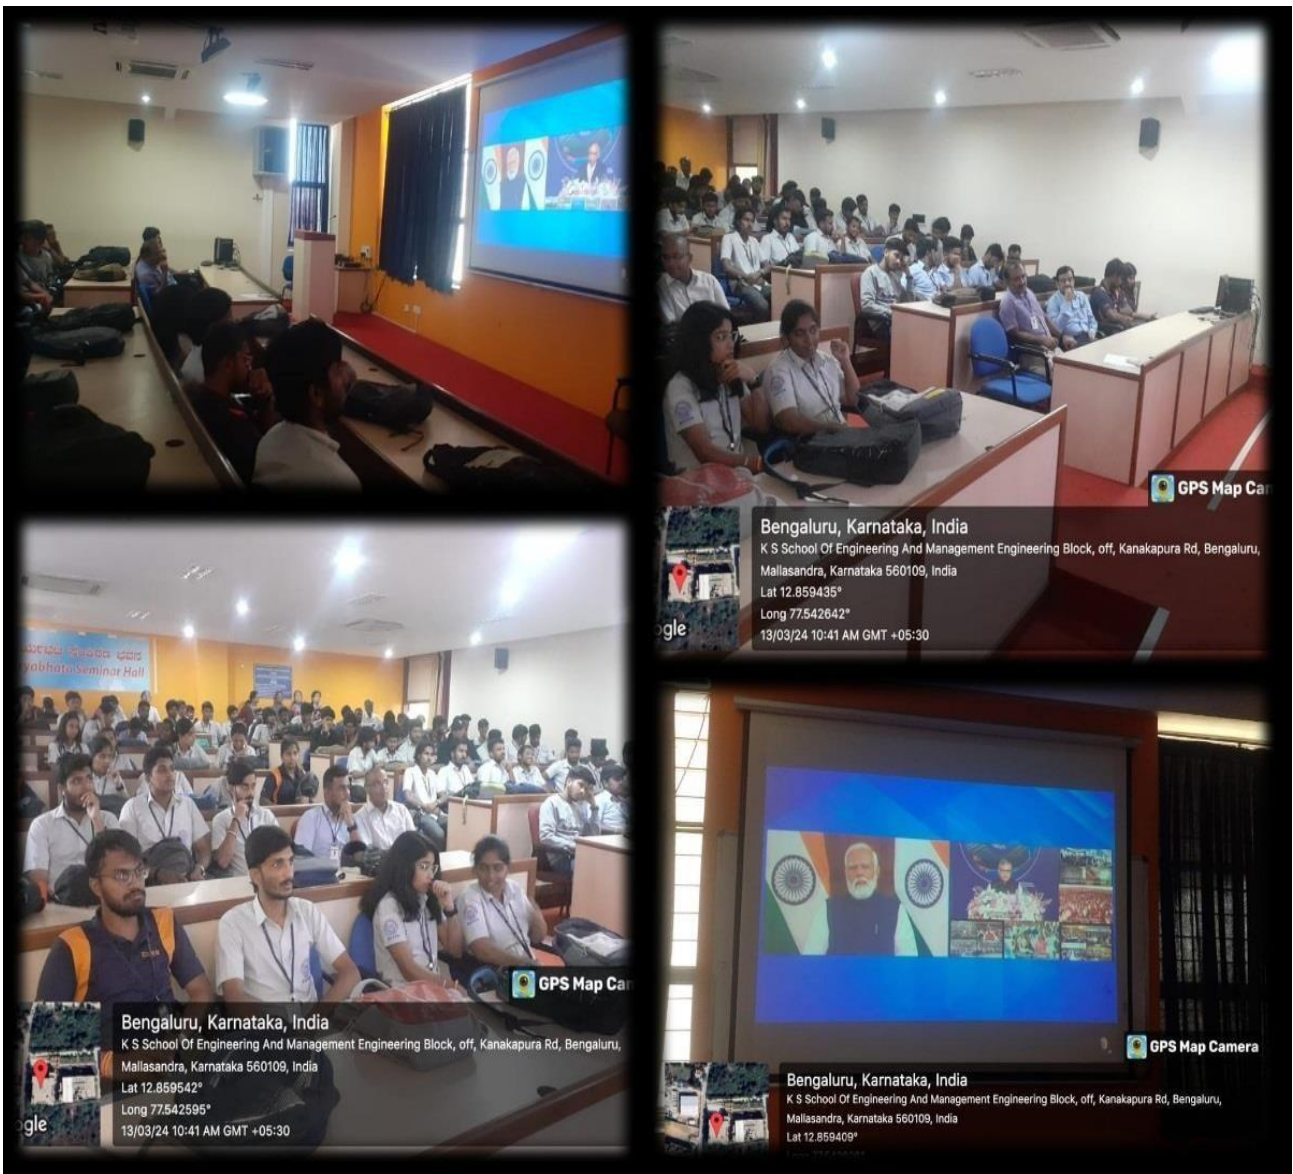 GPS Map Ca
Bengaluru, Karnataka, India
K S School Of Engineering And Management Engineering Block, off, Kanakapura Rd, Bengaluru,
Mallasandra, Karnataka 560109, India
Lat 12.859435°
Long 77.542642°
13/03/24 10:41 AM GMT +05:30
ogle
ಭವನ
yabhata Seminar Hall
GPS Map Ca
Bengaluru, Karnataka, India
K S School Of Engineering And Management Engineering Block, off, Kanakapura Rd, Bengaluru,
Mallasandra, Karnataka 560109, India
Lat 12.859542°
Long 77.542595°
13/03/24 10:41 AM GMT +05:30
ogle
GPS Map Camera
Bengaluru, Karnataka, India
K S School Of Engineering And Management Engineering Block, off, Kanakapura Rd, Bengaluru,
Mallasandra, Karnataka 560109, India
Lat 12.859409°